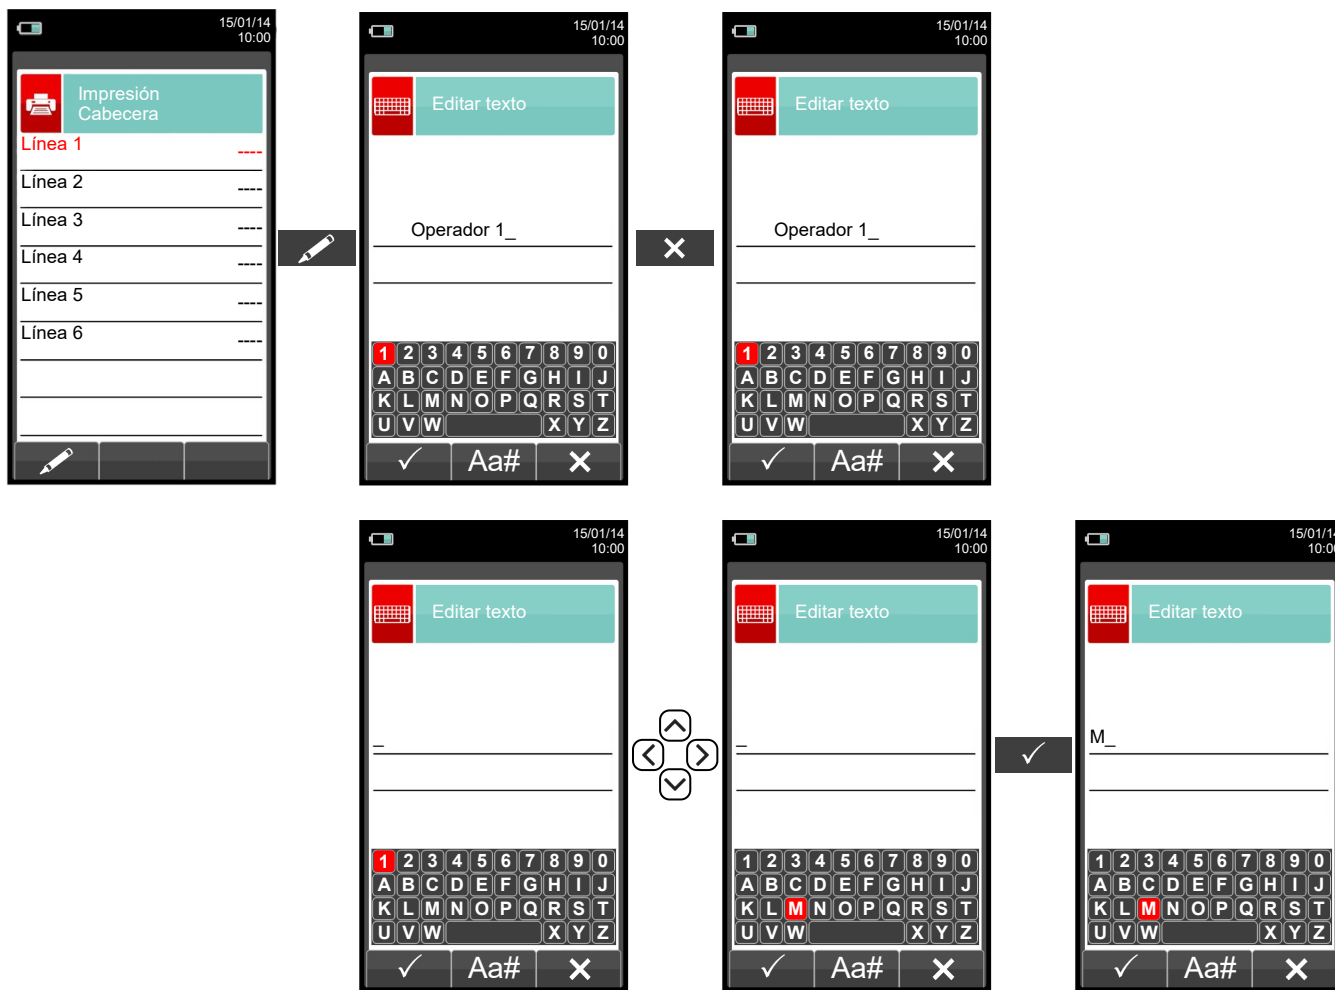 15/01/14
10:00
Impresión
Cabecera
Línea 1 ----
Línea 2 ----
Línea 3 ----
Línea 4 ----
Línea 5 ----
Línea 6 ----
15/01/14
10:00
Editar texto
Operador 1_
1 2 3 4 5 6 7 8 9 0
A B C D E F G H I J
K L M N O P Q R S T
U V W X Y Z
Aa#
15/01/14
10:00
Editar texto
Operador 1_
1 2 3 4 5 6 7 8 9 0
A B C D E F G H I J
K L M N O P Q R S T
U V W X Y Z
Aa#
15/01/14
10:00
Editar texto
_
1 2 3 4 5 6 7 8 9 0
A B C D E F G H I J
K L M N O P Q R S T
U V W X Y Z
Aa#
15/01/14
10:00
Editar texto
_
1 2 3 4 5 6 7 8 9 0
A B C D E F G H I J
K L M N O P Q R S T
U V W X Y Z
Aa#
15/01/14
10:00
Editar texto
M_
1 2 3 4 5 6 7 8 9 0
A B C D E F G H I J
K L M N O P Q R S T
U V W X Y Z
Aa#